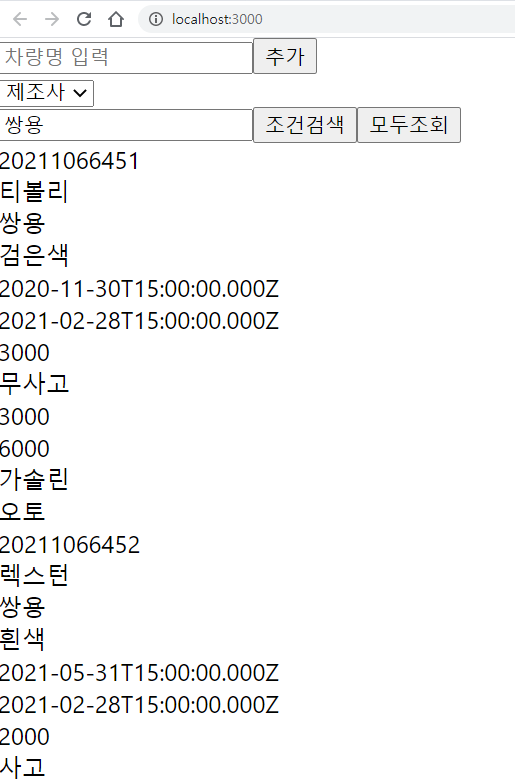 localhost:3000
차량명 입력 추가
제조사
쌍용 조건검색 모두조회
20211066451
티볼리
쌍용
검은색
2020-11-30T15:00:00.000Z
2021-02-28T15:00:00.000Z
3000
무사고
3000
6000
가솔린
오토
20211066452
렉스턴
쌍용
흰색
2021-05-31T15:00:00.000Z
2021-02-28T15:00:00.000Z
2000
사고